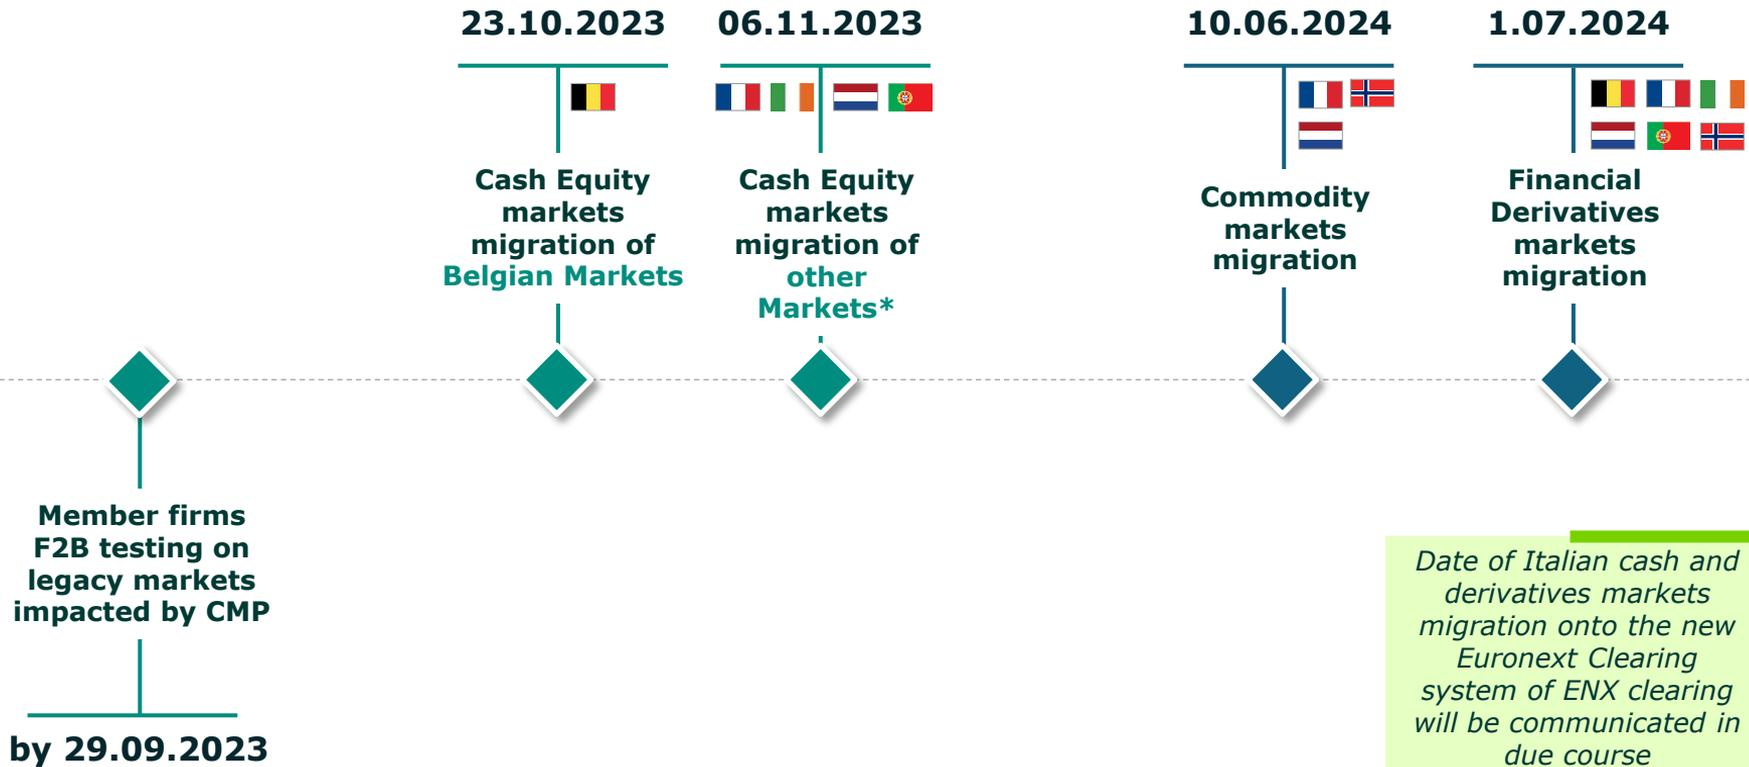 23.10.2023
Cash Equity
markets
migration of
Belgian Markets
06.11.2023
Cash Equity
markets
migration of
other
Markets*
10.06.2024
Commodity
markets
migration
1.07.2024
Financial
Derivatives
markets
migration
Member firms
F2B testing on
legacy markets
impacted by CMP
by 29.09.2023
Date of Italian cash and
derivatives markets
migration onto the new
Euronext Clearing
system of ENX clearing
will be communicated in
due course